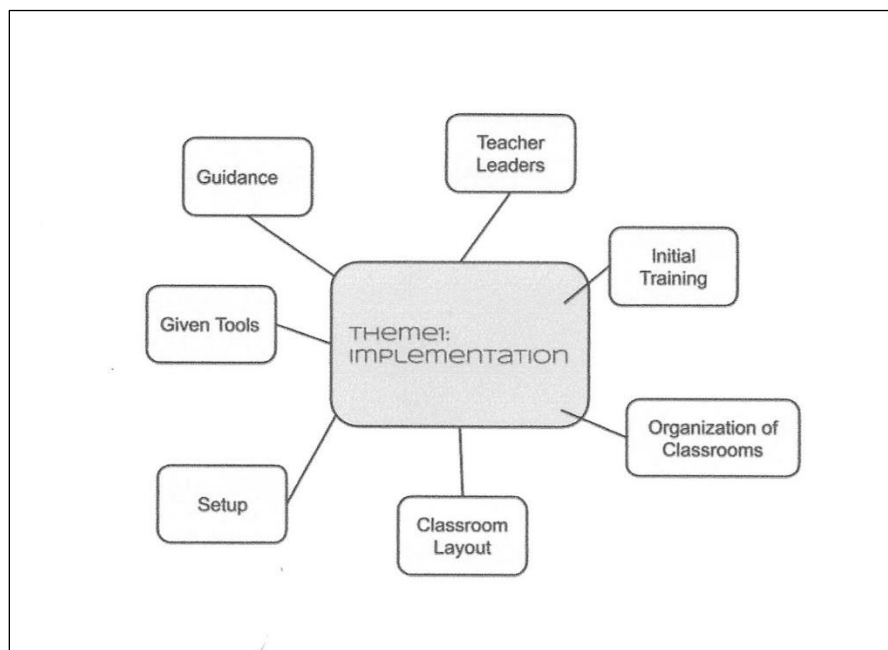 Teacher
Leaders
Guidance
Initial
Training
Given Tools
Theme1:
Implementation
Organization of
Classrooms
Setup
Classroom
Layout